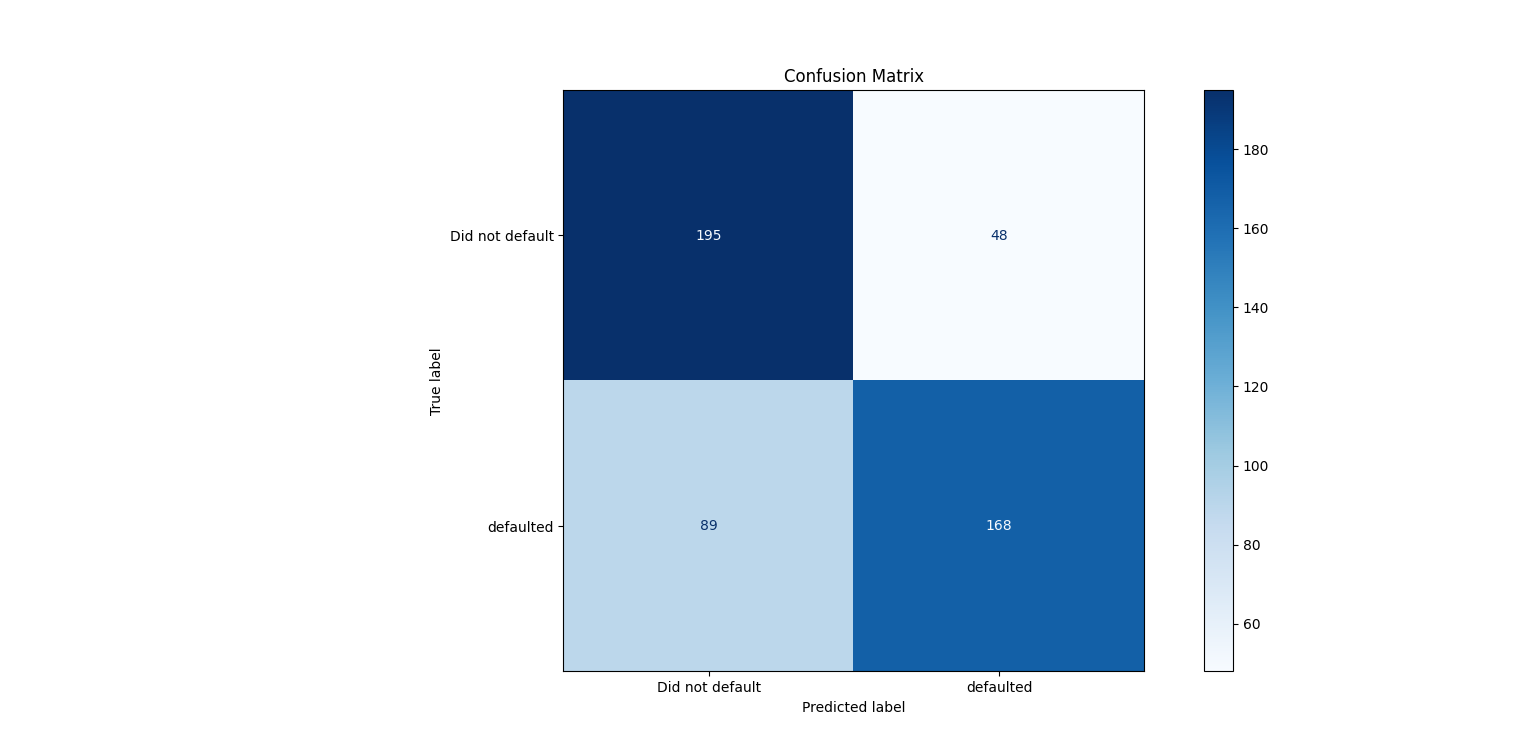 Confusion Matrix
Did not default
195
48
defaulted
89
168
True label
Did not default
defaulted
Predicted label
180
160
140
120
100
80
60